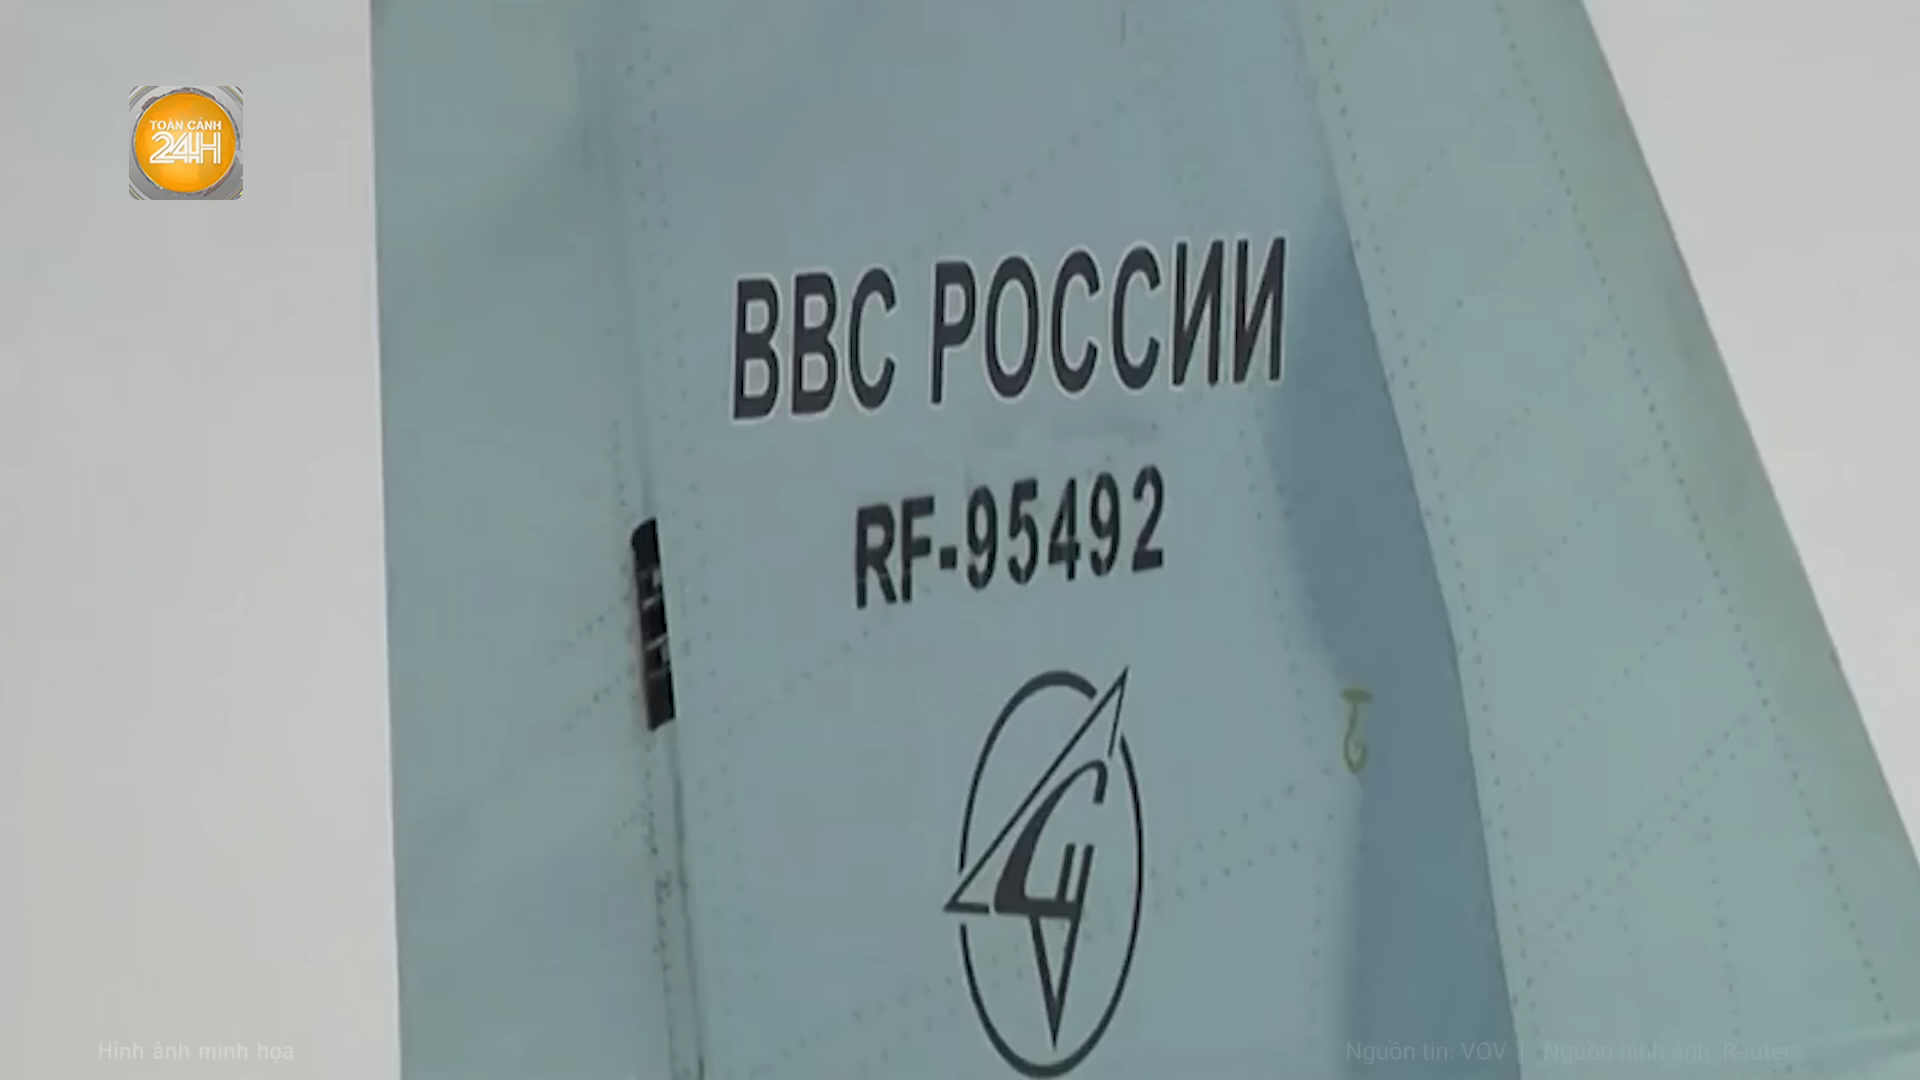 TOÀN CẢNH
24H
ВВС РОССИИ
RF-95492
Hình ảnh minh họa
Nguồn tin: VOV | Nguồn hình ảnh: Reuters